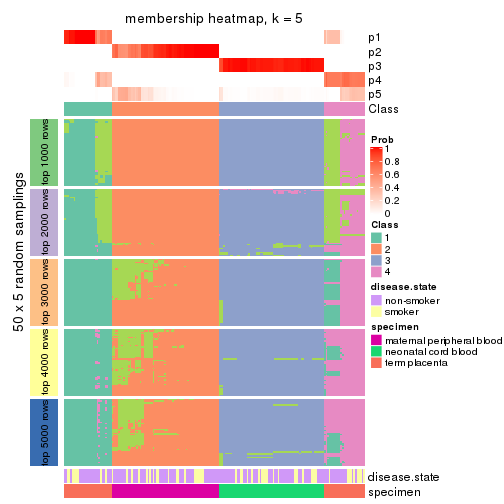 membership heatmap, k = 5
p1
p2
p3
p4
p5
Class
50 x 5 random samplings
top 1000 rows
top 2000 rows
top 3000 rows
top 4000 rows
top 5000 rows
Prob
1
0.8
0.6
0.4
0.2
0
Class
1
2
3
4
disease.state
non-smoker
smoker
specimen
maternal peripheral blood
neonatal cord blood
term placenta
disease.state
specimen